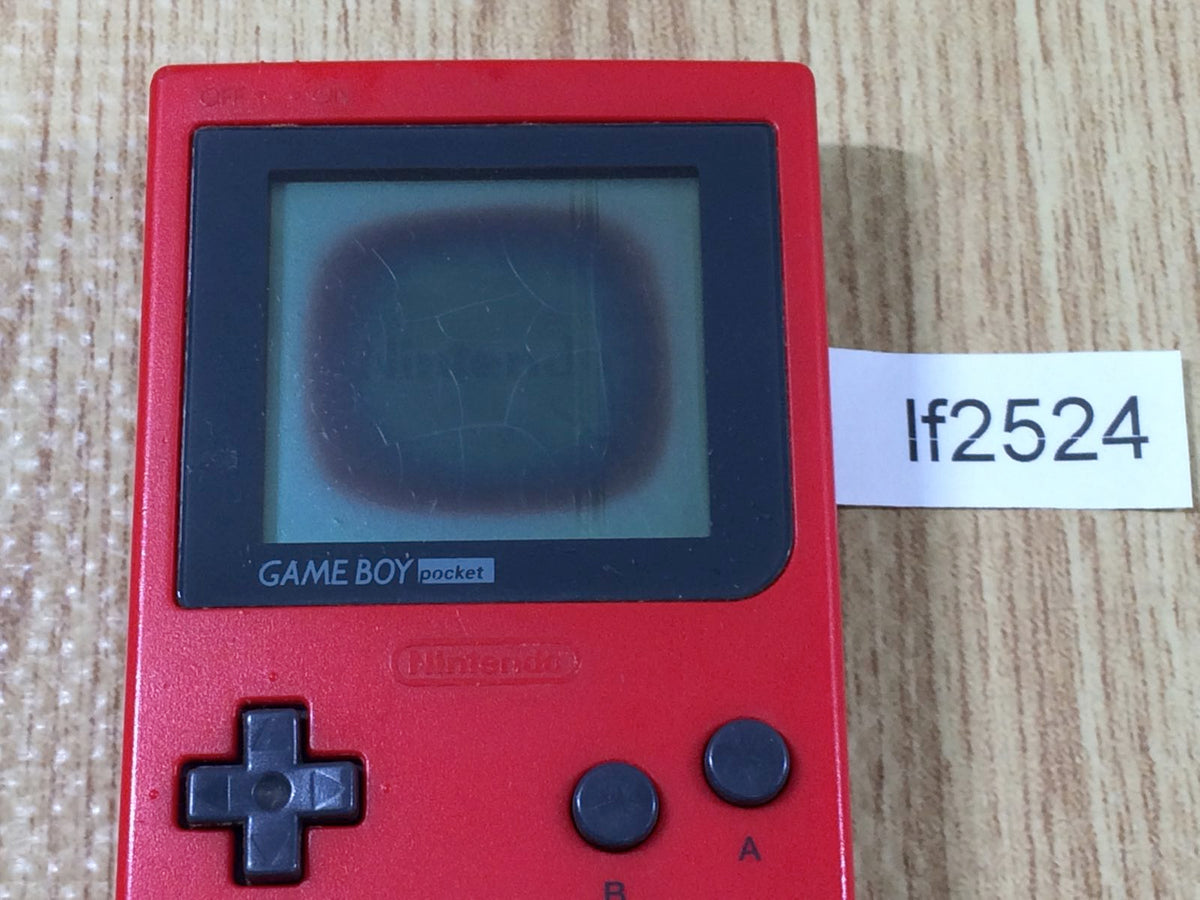 OFF ON
Nintendo
GAME BOY pocket
Nintendo
A
B
lf2524